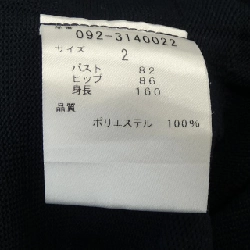 092-3140022
サイズ
2
バスト 82
ヒップ 86
身長 160
品質
ポリエステル 100%